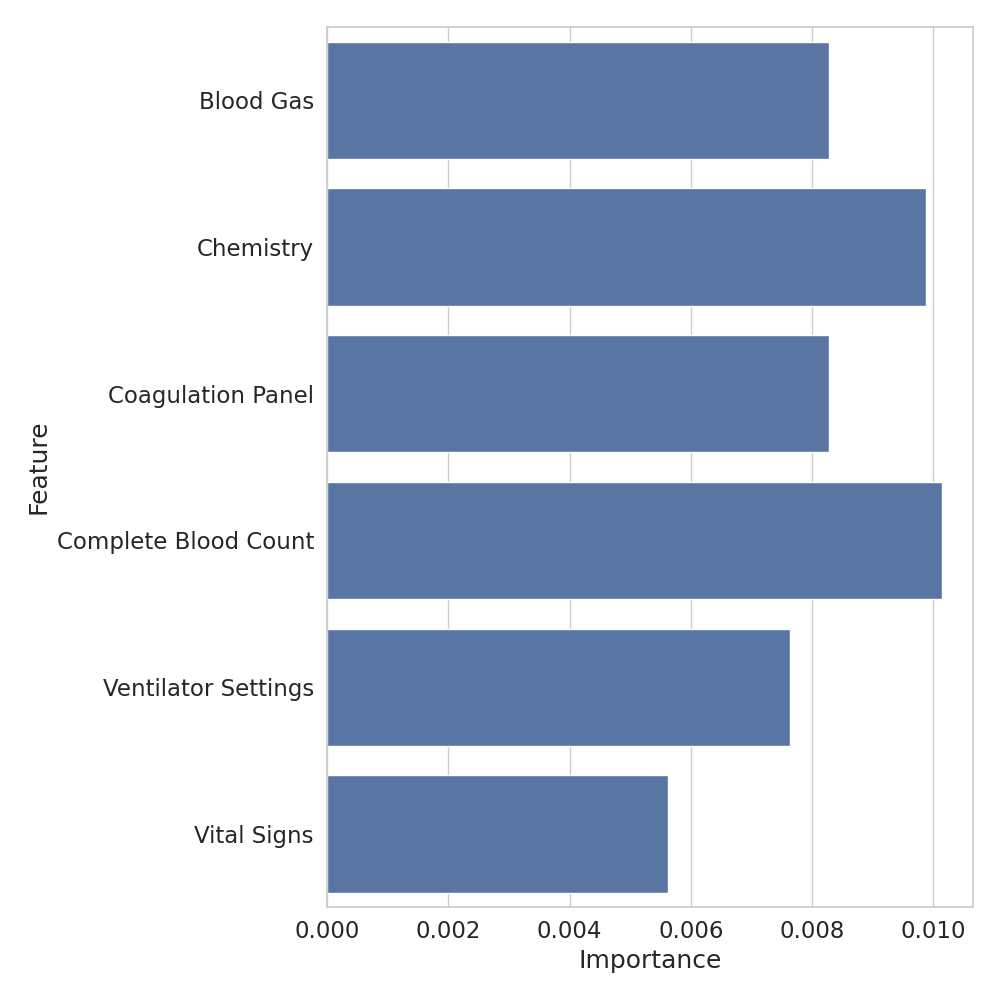 Blood Gas
Chemistry
Coagulation Panel
Complete Blood Count
Ventilator Settings
Vital Signs
Feature
0.000 0.002 0.004 0.006 0.008 0.010
Importance